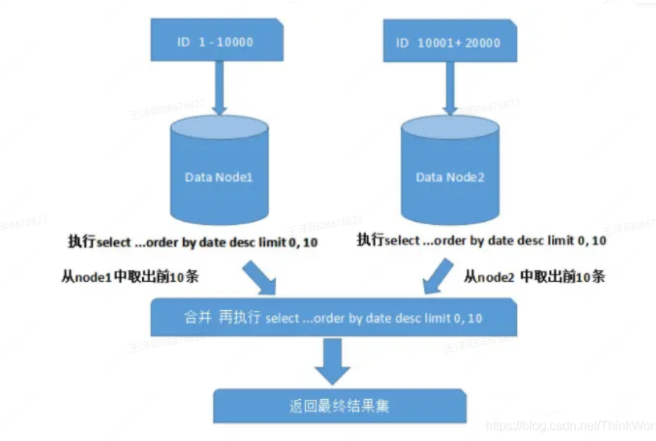 ID 1 - 10000
ID 10001+ 20000
Data Node1
Data Node2
执行select ...order by date desc limit 0, 10
执行select ...order by date desc limit 0, 10
从node1中取出前10条
从node2 中取出前10条
合并 再执行 select ...order by date desc limit 0, 10
返回最终结果集
https://blog.csdn.net/ThinkWon